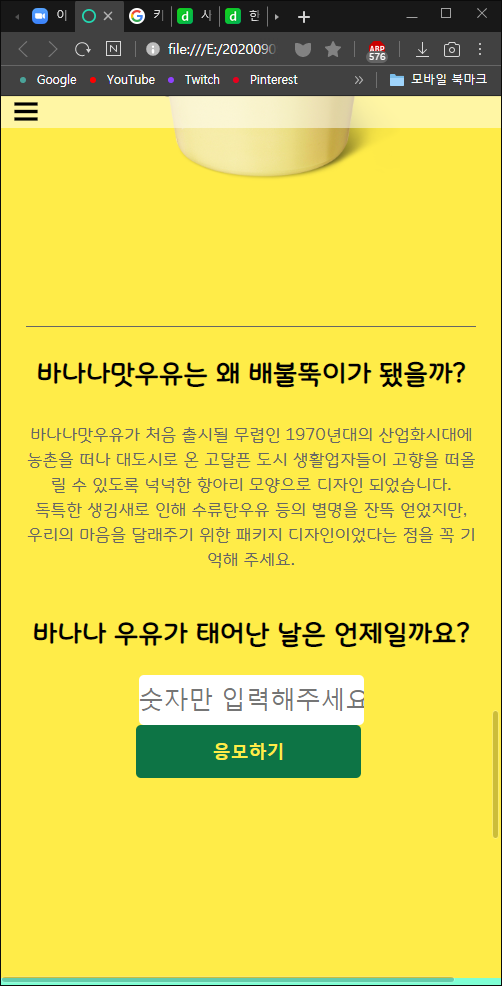 이
키
시
한
file:///E:/2020090
ARP
576
Google
YouTube
Twitch
Pinterest
모바일 북마크
바나나맛우유는 왜 배불뚝이가 됐을까?
바나나맛우유가 처음 출시될 무렵인 1970년대의 산업화시대에
농촌을 떠나 대도시로 온 고달픈 도시 생활업자들이 고향을 떠올
릴 수 있도록 넉넉한 항아리 모양으로 디자인 되었습니다.
독특한 생김새로 인해 수류탄우유 등의 별명을 잔뜩 얻었지만,
우리의 마음을 달래주기 위한 패키지 디자인이었다는 점을 꼭 기
억해 주세요.
바나나 우유가 태어난 날은 언제일까요?
숫자만 입력해주세요
응모하기